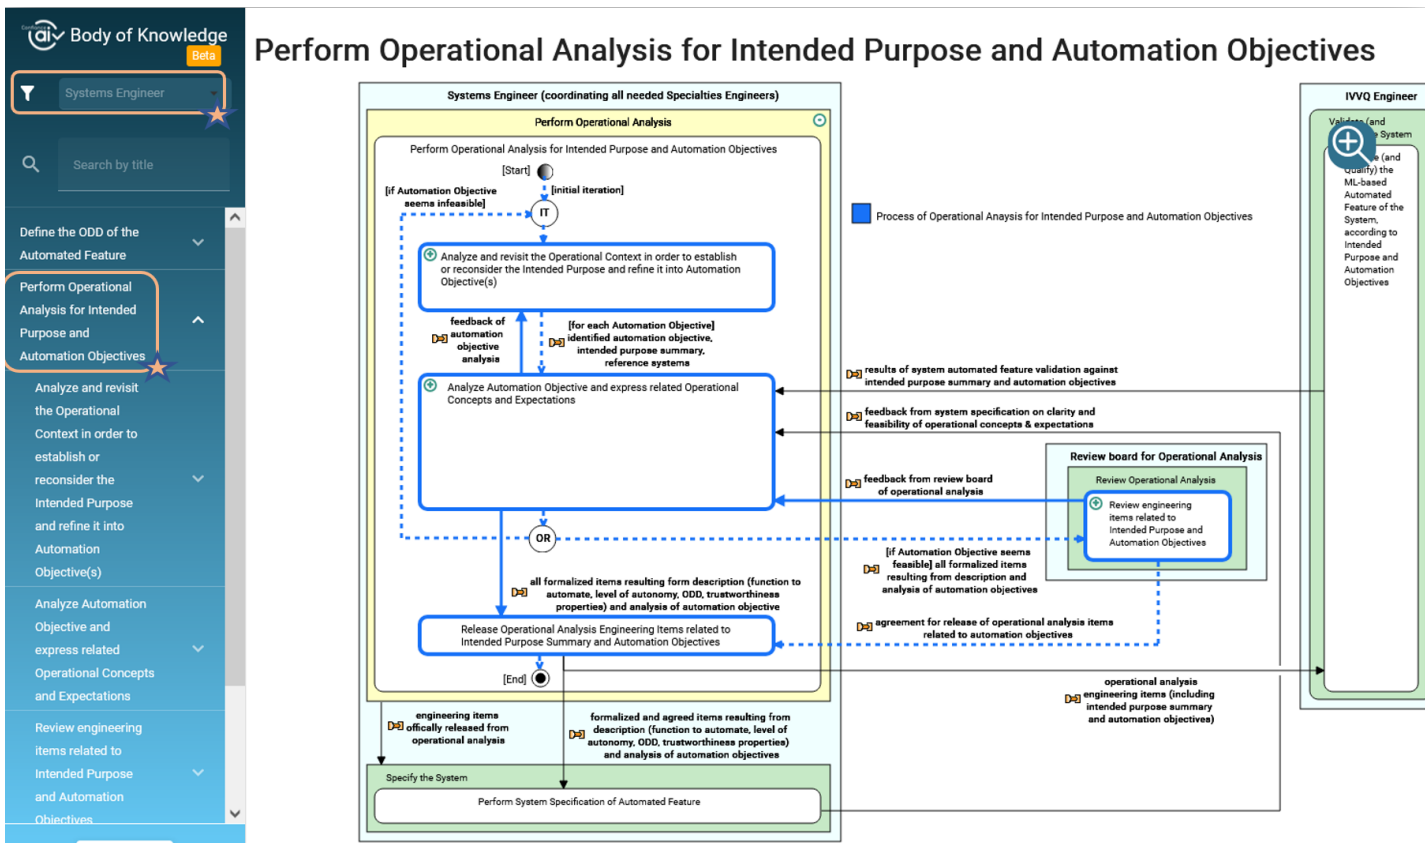 Confiance
aiv Body of Knowledge
Beta
Systems Engineer
Search by title
Define the ODD of the
Automated Feature
Perform Operational
Analysis for Intended
Purpose and
Automation Objectives
Analyze and revisit
the Operational
Context in order to
establish or
reconsider the
Intended Purpose
and refine it into
Automation
Objective(s)
Analyze Automation
Objective and
express related
Operational Concepts
and Expectations
Review engineering
items related to
Intended Purpose
and Automation
Objectives
Perform Operational Analysis for Intended Purpose and Automation Objectives
Systems Engineer (coordinating all needed Specialties Engineers)
Perform Operational Analysis
Perform Operational Analysis for Intended Purpose and Automation Objectives
[Start]
[if Automation Objective
seems infeasible]
[initial iteration]
IT
Analyze and revisit the Operational Context in order to establish
or reconsider the Intended Purpose and refine it into Automation
Objective(s)
feedback of
automation
objective
analysis
[for each Automation Objective]
identified automation objective,
intended purpose summary,
reference systems
Analyze Automation Objective and express related Operational
Concepts and Expectations
OR
all formalized items resulting form description (function to
automate, level of autonomy, ODD, trustworthiness
properties) and analysis of automation objective
Release Operational Analysis Engineering Items related to
Intended Purpose Summary and Automation Objectives
[End]
engineering items
offically released from
operational analysis
formalized and agreed items resulting from
description (function to automate, level of
autonomy, ODD, trustworthiness properties)
and analysis of automation objectives
Specify the System
Perform System Specification of Automated Feature
Process of Operational Anaysis for Intended Purpose and Automation Objectives
results of system automated feature validation against
intended purpose summary and automation objectives
feedback from system specification on clarity and
feasibility of operational concepts & expectations
Review board for Operational Analysis
Review Operational Analysis
Review engineering
items related to
Intended Purpose and
Automation Objectives
feedback from review board
of operational analysis
[if Automation Objective seems
feasible] all formalized items
resulting from description and
analysis of automation objectives
agreement for release of operational analysis items
related to automation objectives
operational analysis
engineering items (including
intended purpose summary
and automation objectives)
IVVQ Engineer
(and
System
(and
Qualify) the
ML-based
Automated
Feature of the
System,
according to
Intended
Purpose and
Automation
Objectives